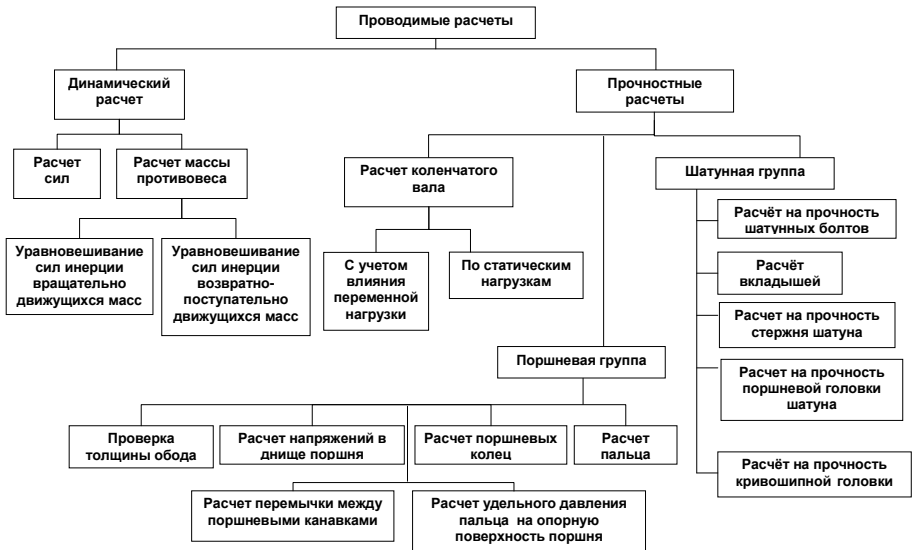 Проводимые расчеты
Динамический
расчет
Прочностные
расчеты
Расчет
сил
Расчет массы
противовеса
Расчет коленчатого
вала
Шатунная группа
Уравновешивание
сил инерции
вращательно
движущихся масс
Уравновешивание
сил инерции
возвратно-
поступательно
движущихся масс
С учетом
влияния
переменной
нагрузки
По статическим
нагрузкам
Расчёт на прочность
шатунных болтов
Расчёт
вкладышей
Расчет на прочность
стержня шатуна
Расчет на прочность
поршневой головки
шатуна
Расчёт на прочность
кривошипной головки
Поршневая группа
Проверка
толщины обода
Расчет напряжений в
днище поршня
Расчет поршневых
колец
Расчет
пальца
Расчет перемычки между
поршневыми канавками
Расчет удельного давления
пальца на опорную
поверхность поршня